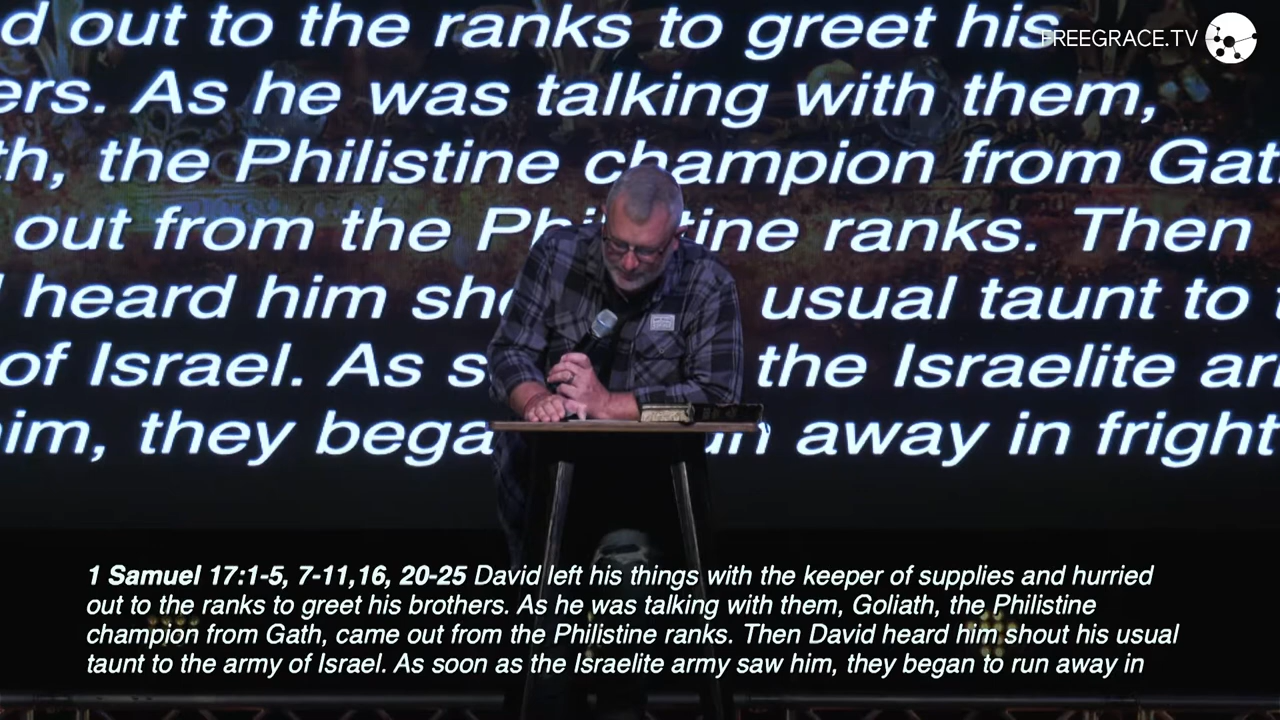 d out to the ranks to greet his
FREEGRACE.TV
ers. As he was talking with them,
th, the Philistine champion from Gat
out from the Ph tine ranks. Then
heard him sh usual taunt to
of Israel. As s the Israelite ar
him, they bega un away in fright
1 Samuel 17:1-5, 7-11,16, 20-25 David left his things with the keeper of supplies and hurried
out to the ranks to greet his brothers. As he was talking with them, Goliath, the Philistine
champion from Gath, came out from the Philistine ranks. Then David heard him shout his usual
taunt to the army of Israel. As soon as the Israelite army saw him, they began to run away in